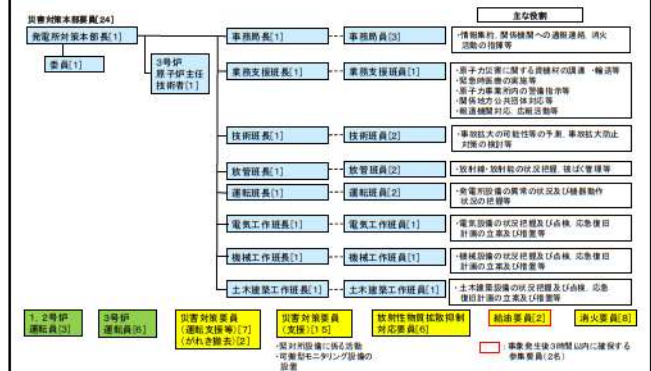 災害対策本部要員[24]
主な役割
発電所対策本部長[1]
委員[1]
3号炉
原子炉主任
技術者[1]
事務局長[1]
事務局員[3]
・情報集約、関係機関への通報連絡、消火
活動の指揮等
業務支援班長[1]
業務支援班員[1]
・原子力災害に関する資機材の調達・輸送等
・緊急時医療の実施等
・原子力事業所内の警備指示等
・関係地方公共団体対応等
・報道機関対応、広報活動等
技術班長[1]
技術班員[2]
・事故拡大の可能性等の予測、事故拡大防止
対策の検討等
放管班長[1]
放管班員[2]
・放射線・放射能の状況把握、被ばく管理等
運転班長[1]
運転班員[2]
・発電所設備の異常の状況及び機器動作
状況の把握等
電気工作班長[1]
電気工作班員[1]
・電気設備の状況把握及び点検、応急復旧
計画の立案及び措置等
機械工作班長[1]
機械工作班員[1]
・機械設備の状況把握及び点検、応急復旧
計画の立案及び措置等
土木建築工作班長[1]
土木建築工作班員[1]
・土木建築設備の状況把握及び点検、応急
復旧計画の立案及び措置等
1,2号炉
運転員[3]
3号炉
運転員[6]
災害対策要員
(運転支援等)[7]
(がれき撤去)[2]
災害対策要員
(支援)[15]
・緊対所設備に係る活動
・可搬型モニタリング設備の
設置
放射性物質拡散抑制
対応要員[6]
給油要員[2]
消火要員[8]
:事象発生後3時間以内に確保する
参集要員(2名)